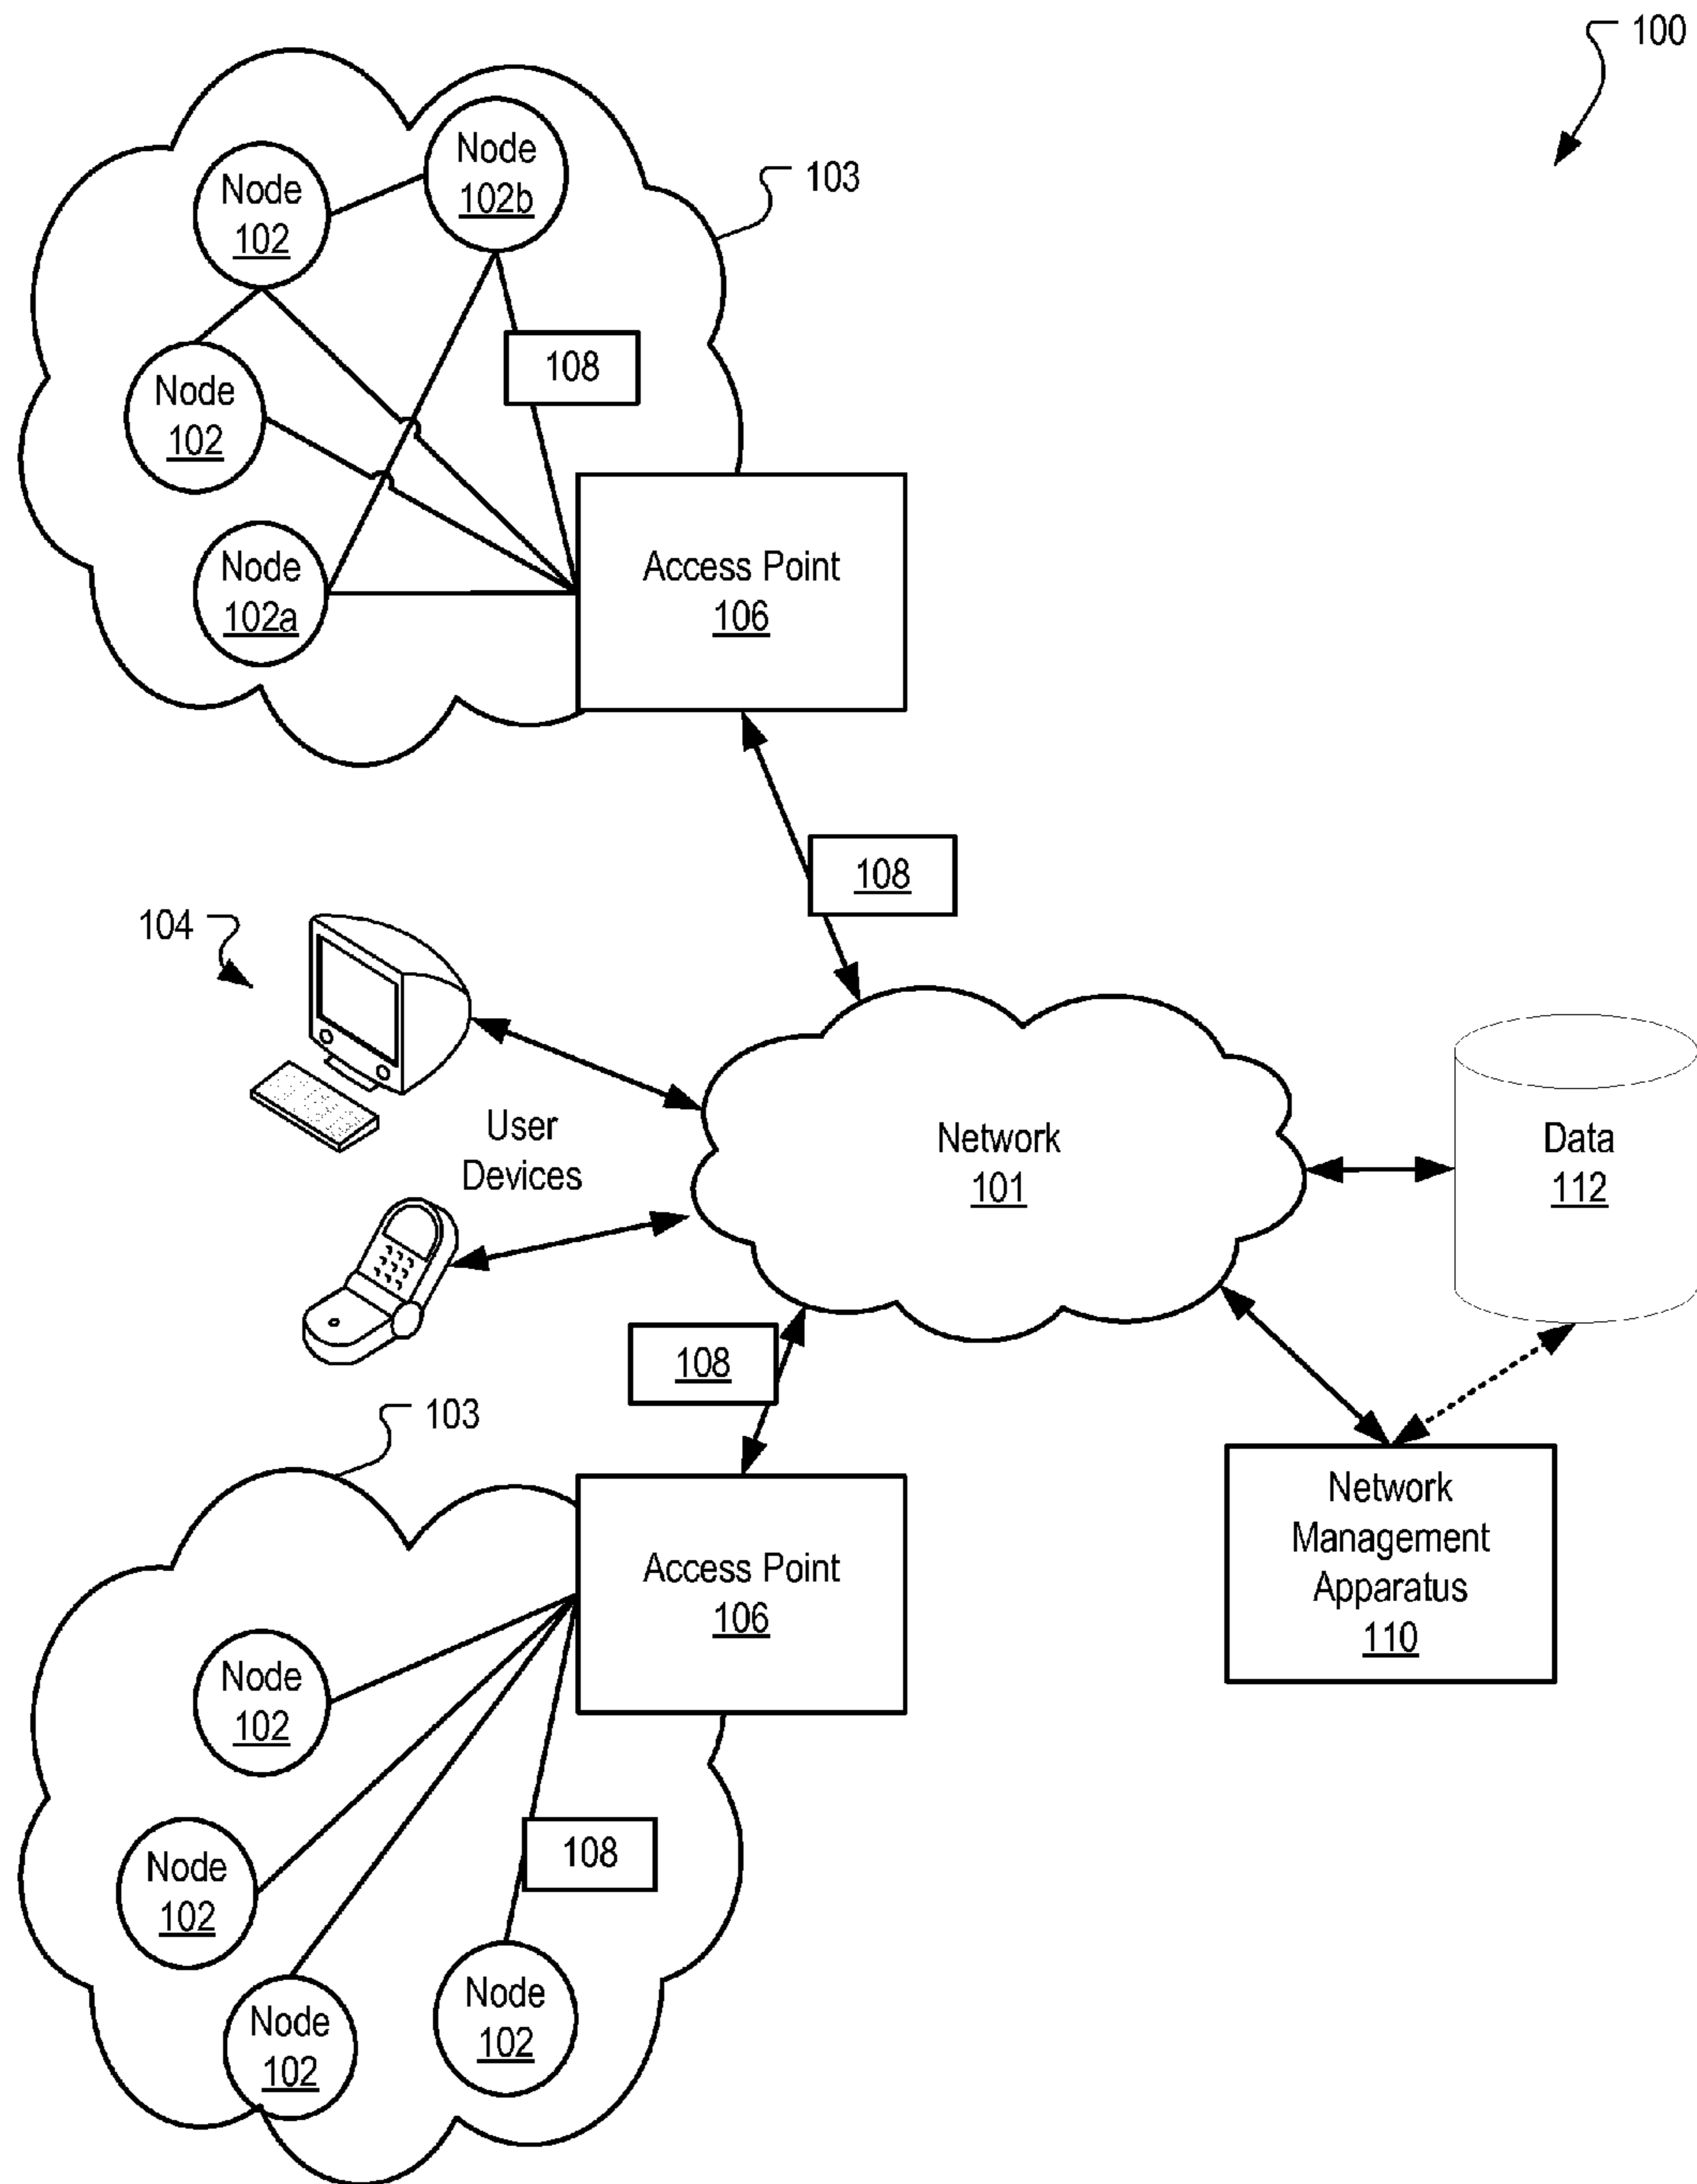 100
Node
102b
103
Node
102
108
Node
102
Node
102a
Access Point
106
108
104
User
Devices
Network
101
Data
112
108
103
Access Point
106
Network
Management
Apparatus
110
Node
102
108
Node
102
Node
102
Node
102